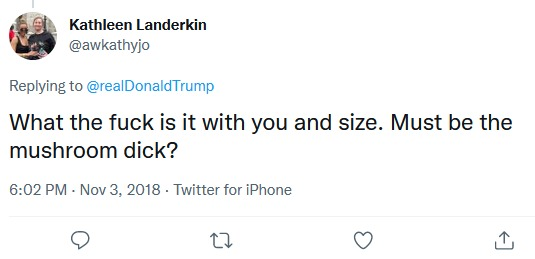 Kathleen Landerkin
@awkathyjo
Replying to @realDonaldTrump
What the fuck is it with you and size. Must be the
mushroom dick?
6:02 PM · Nov 3, 2018 · Twitter for iPhone